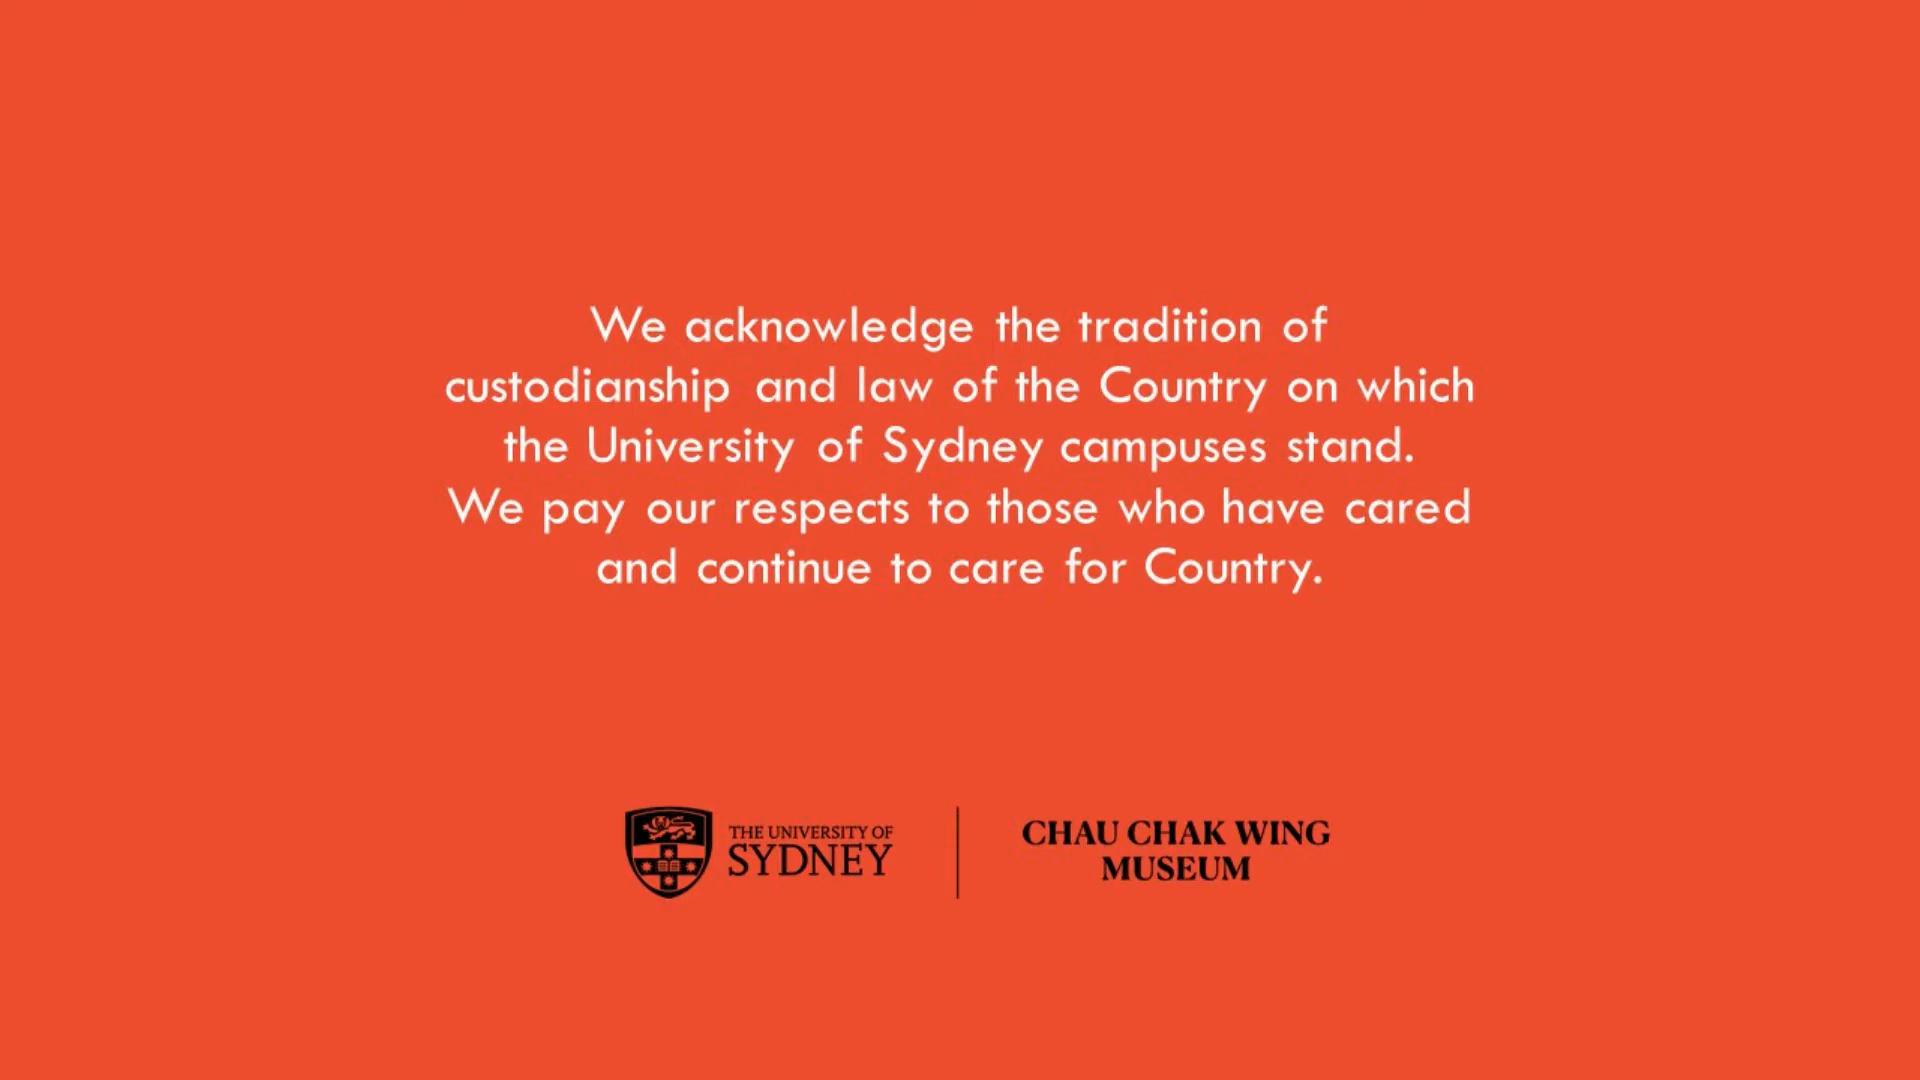 We acknowledge the tradition of
custodianship and law of the Country on which
the University of Sydney campuses stand.
We pay our respects to those who have cared
and continue to care for Country.
THE UNIVERSITY OF
SYDNEY
CHAU CHAK WING
MUSEUM